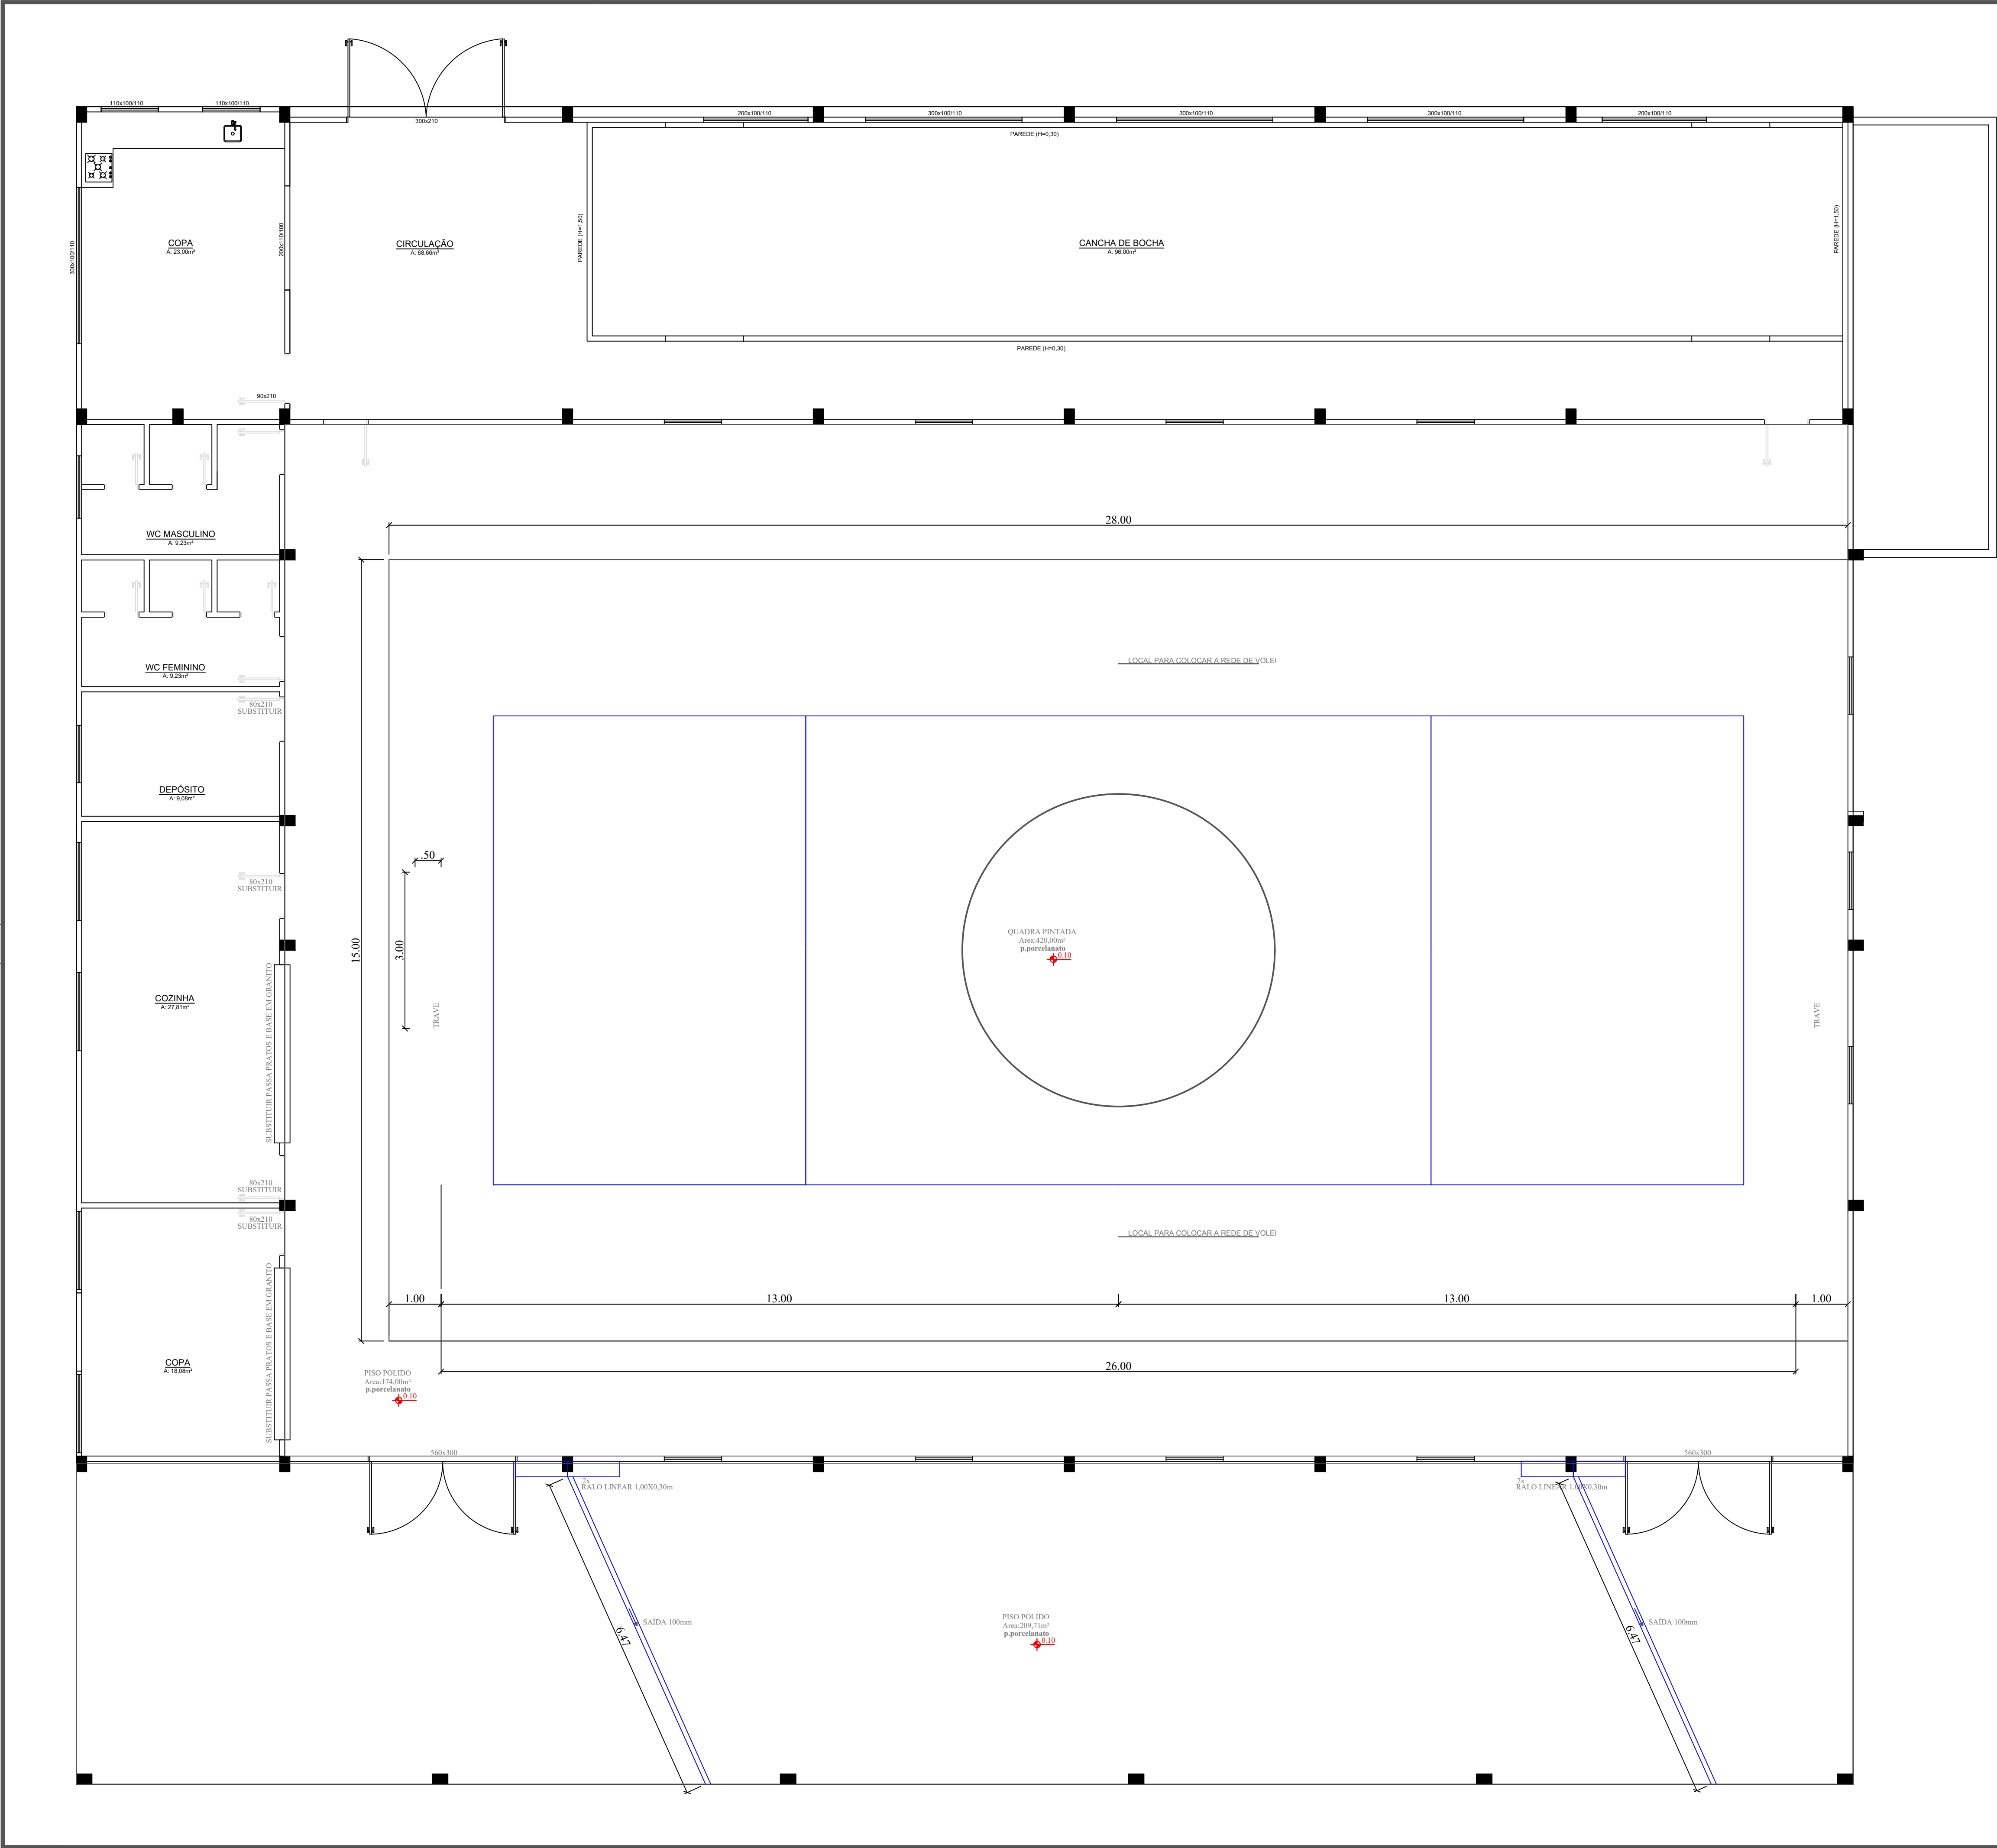 110x100/110
110x100/110
300x210
200x100/110
300x100/110
300x100/110
300x100/110
200x100/110
PAREDE (H=0,30)
COPA
A: 23,00m²
300x100/110
200x110/100
CIRCULAÇÃO
A: 68,66m²
PAREDE (H=1,50)
CANCHA DE BOCHA
A: 96,00m²
PAREDE (H=1,50)
PAREDE (H=0,30)
90x210
WC MASCULINO
A: 9,23m²
28.00
WC FEMININO
A: 9,23m²
LOCAL PARA COLOCAR A REDE DE VOLEI
80x210
SUBSTITUIR
DEPÓSITO
A: 9,08m²
.50
80x210
SUBSTITUIR
15.00
3.00
QUADRA PINTADA
Area:420,00m²
p.porcelanato
0.10
COZINHA
A: 27,81m²
SUBSTITUIR PASSA PRATOS E BASE EM GRANITO
TRAVE
TRAVE
80x210
SUBSTITUIR
80x210
SUBSTITUIR
LOCAL PARA COLOCAR A REDE DE VOLEI
1.00
13.00
13.00
1.00
COPA
A: 18,08m²
SUBSTITUIR PASSA PRATOS E BASE EM GRANITO
26.00
PISO POLIDO
Area:174,00m²
p.porcelanato
0.10
560x300
560x300
2x
RALO LINEAR 1,00X0,30m
2x
RALO LINEAR 1,00X0,30m
6.47
SAÍDA 100mm
PISO POLIDO
Area:209,71m²
p.porcelanato
0.10
6.47
SAÍDA 100mm